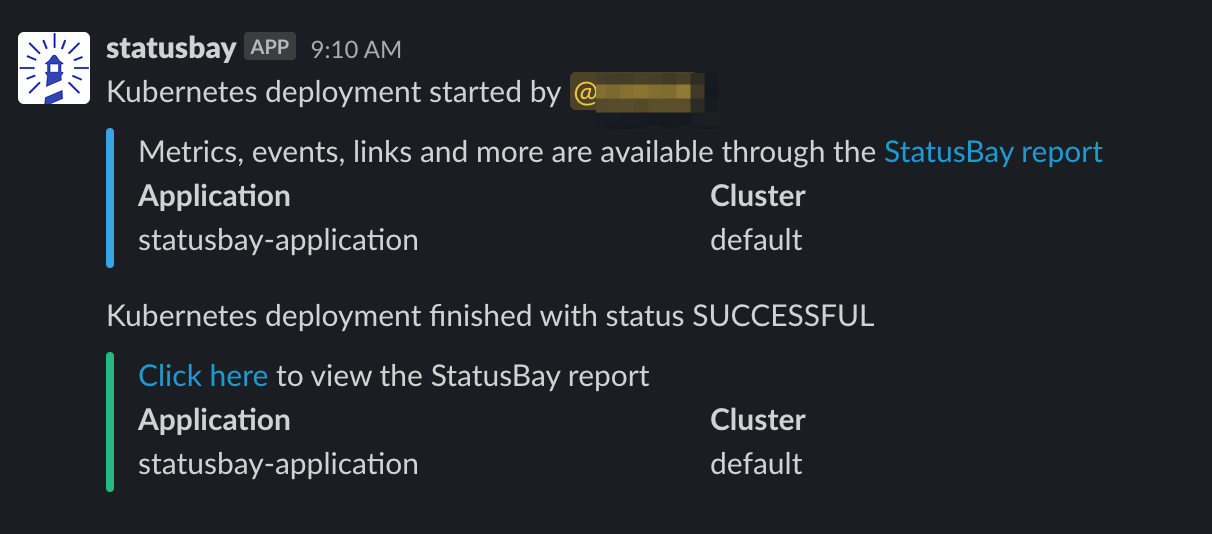 statusbay APP 9:10 AM
Kubernetes deployment started by @
Metrics, events, links and more are available through the StatusBay report
Application Cluster
statusbay-application default
Kubernetes deployment finished with status SUCCESSFUL
Click here to view the StatusBay report
Application Cluster
statusbay-application default